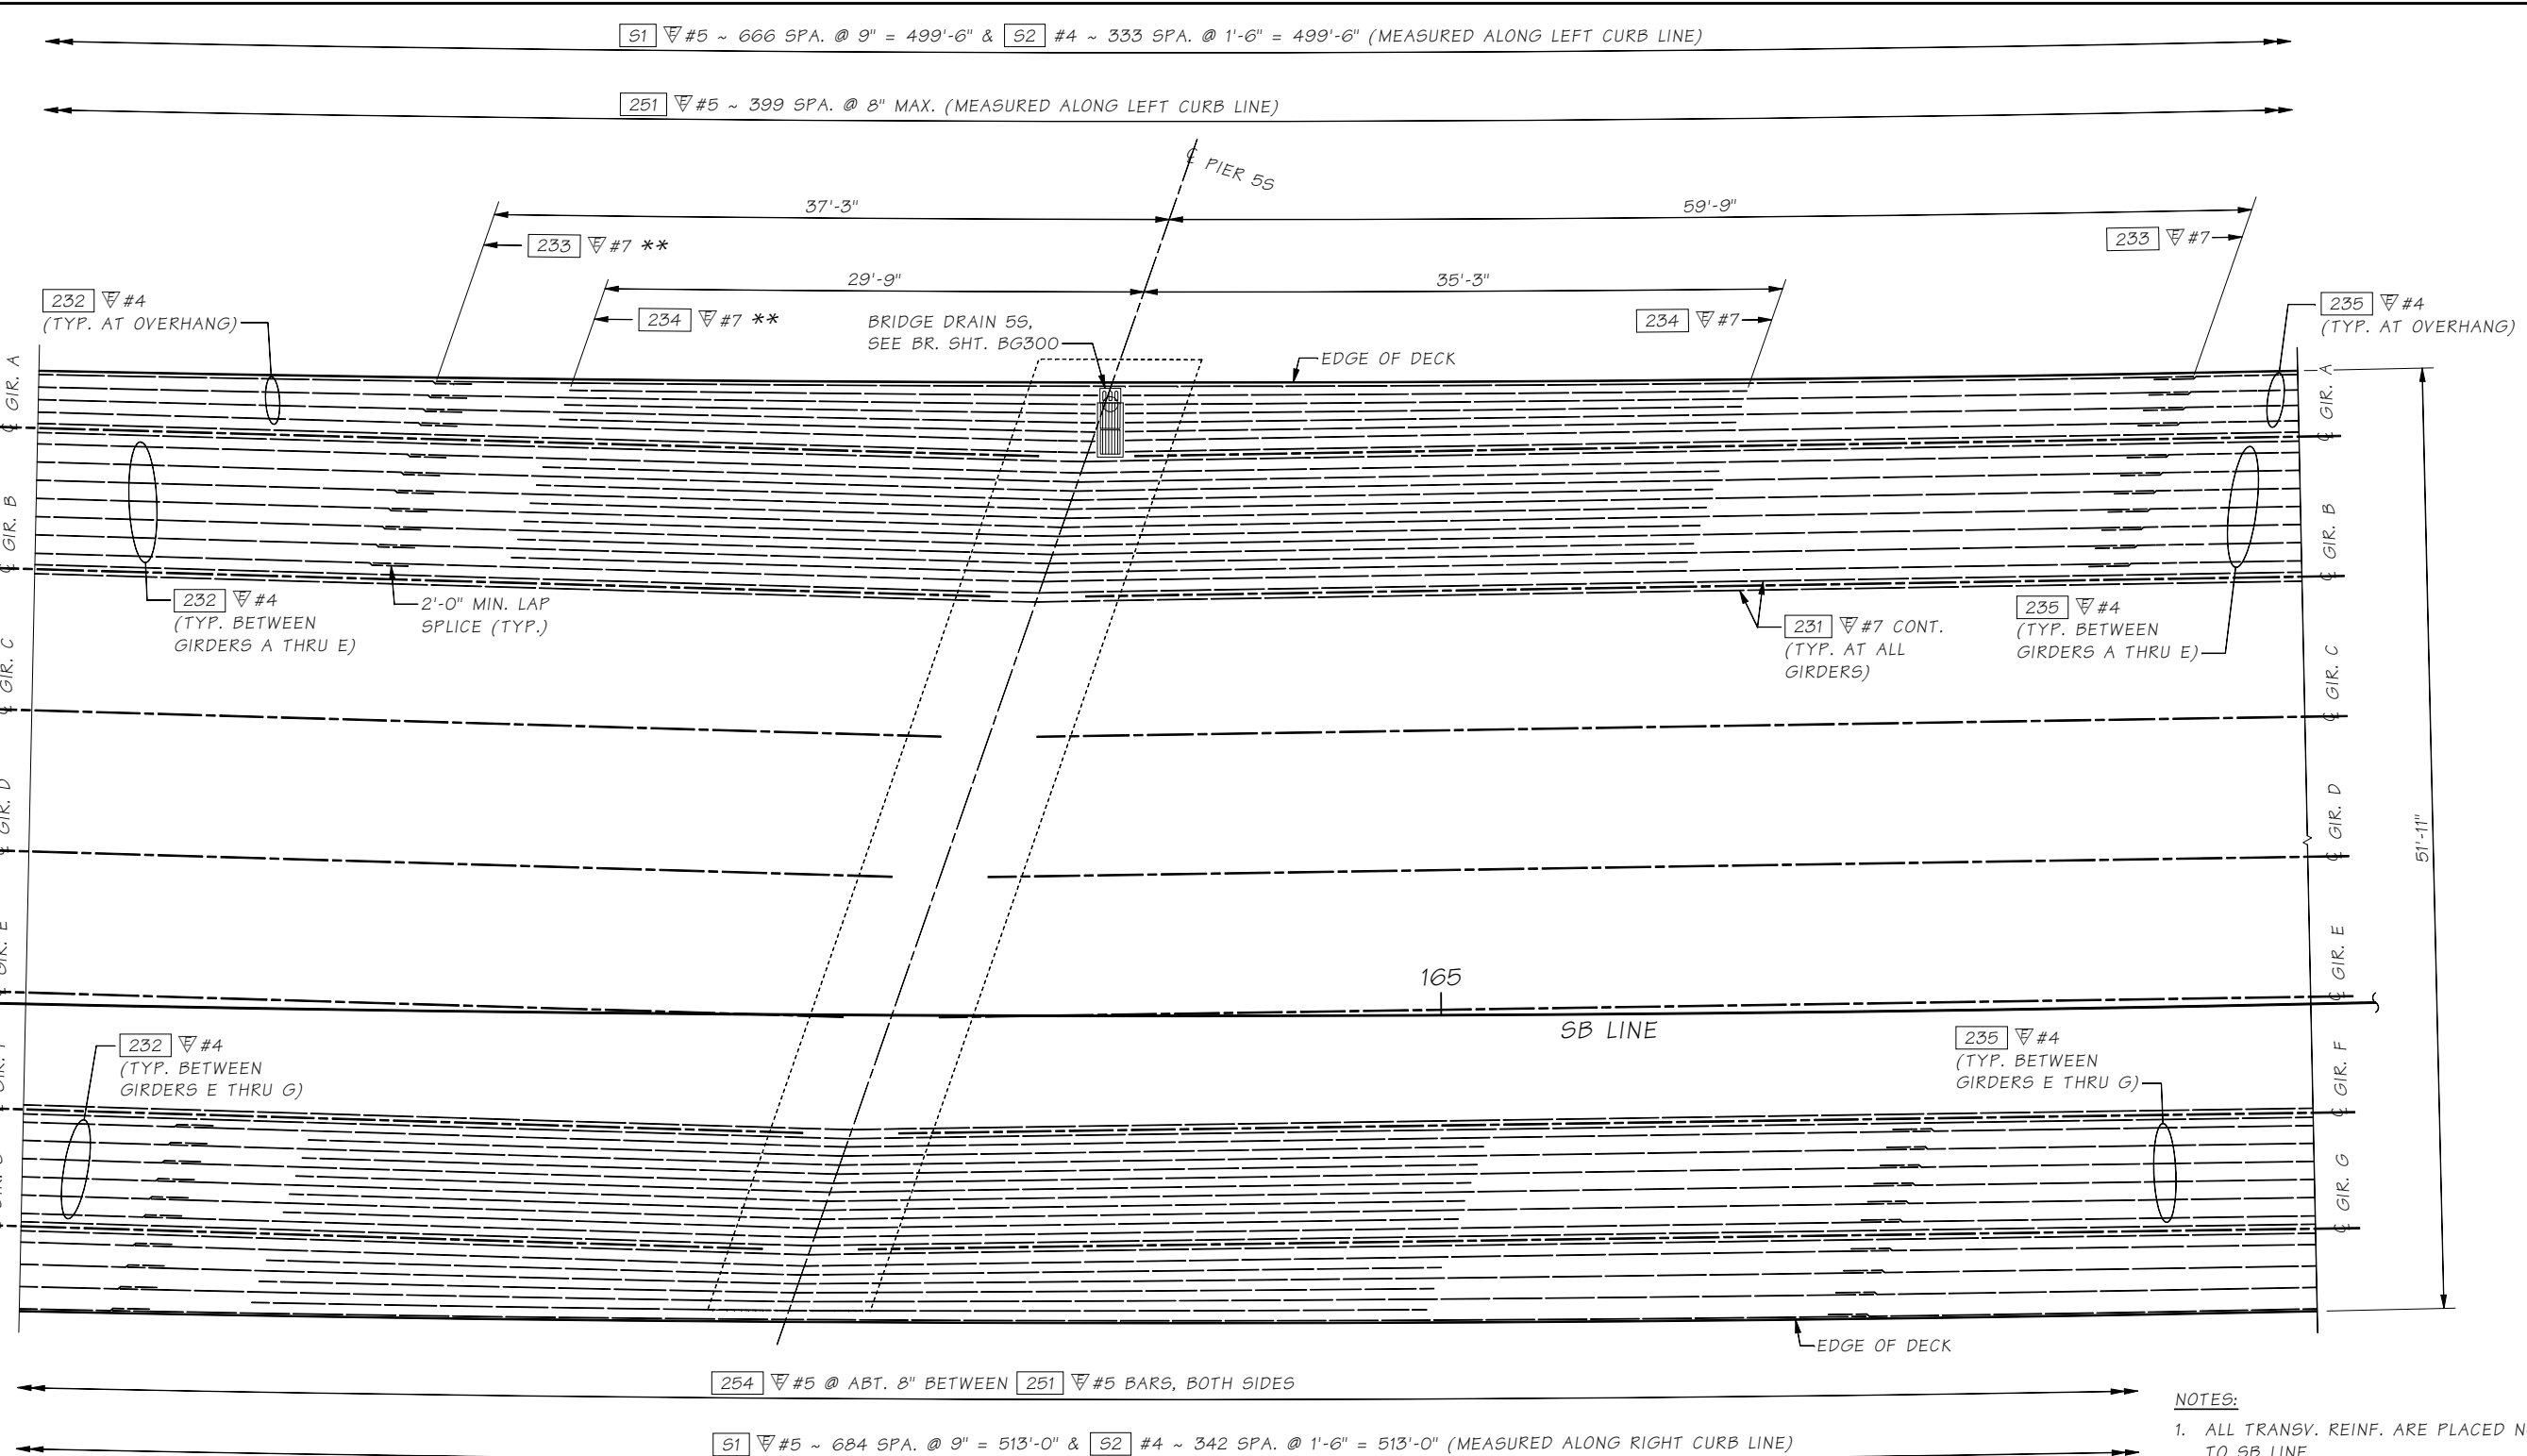 S1 E #5 ~ 666 SPA. @ 9" = 499'-6" & S2 #4 ~ 333 SPA. @ 1'-6" = 499'-6" (MEASURED ALONG LEFT CURB LINE)
251 E #5 ~ 399 SPA. @ 8" MAX. (MEASURED ALONG LEFT CURB LINE)
℄ PIER 5S
37'-3"
59'-9"
233 E #7 **
233 E #7
29'-9"
35'-3"
234 E #7 **
234 E #7
232 E #4
(TYP. AT OVERHANG)
BRIDGE DRAIN 5S,
SEE BR. SHT. BG300
EDGE OF DECK
235 E #4
(TYP. AT OVERHANG)
℄ GIR. A
℄ GIR. B
℄ GIR. C
℄ GIR. D
℄ GIR. E
℄ GIR. A
℄ GIR. B
℄ GIR. C
℄ GIR. D
℄ GIR. E
℄ GIR. F
℄ GIR. G
51'-11"
232 E #4
(TYP. BETWEEN
GIRDERS A THRU E)
2'-0" MIN. LAP
SPLICE (TYP.)
231 E #7 CONT.
(TYP. AT ALL
GIRDERS)
235 E #4
(TYP. BETWEEN
GIRDERS A THRU E)
165
SB LINE
232 E #4
(TYP. BETWEEN
GIRDERS E THRU G)
235 E #4
(TYP. BETWEEN
GIRDERS E THRU G)
EDGE OF DECK
254 E #5 @ ABT. 8" BETWEEN 251 E #5 BARS, BOTH SIDES
S1 E #5 ~ 684 SPA. @ 9" = 513'-0" & S2 #4 ~ 342 SPA. @ 1'-6" = 513'-0" (MEASURED ALONG RIGHT CURB LINE)
NOTES:
1. ALL TRANSV. REINF. ARE PLACED
TO SB LINE